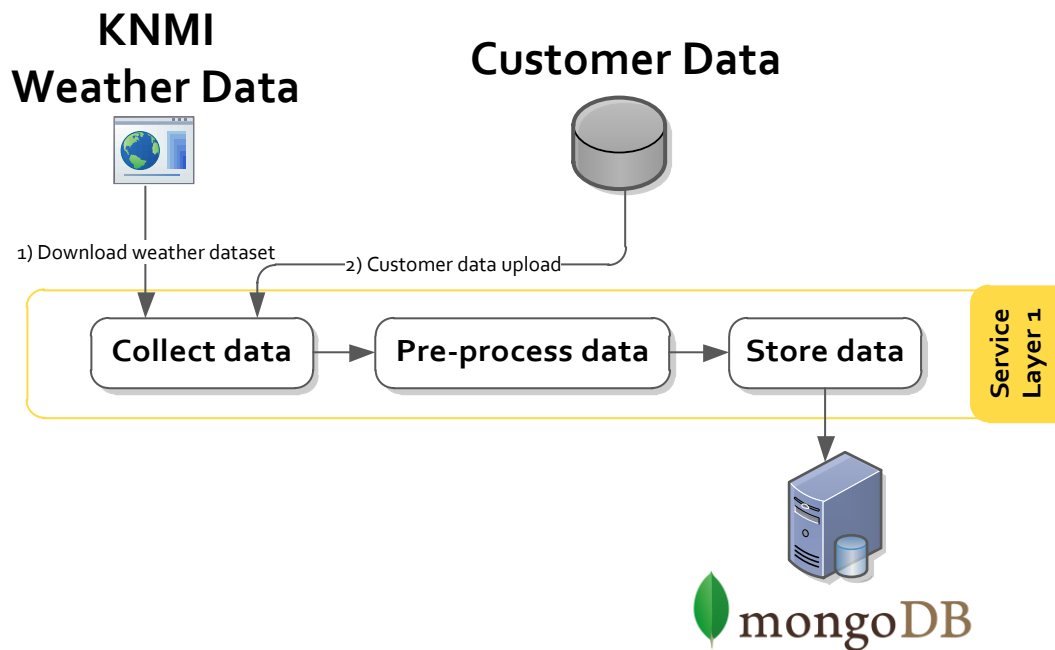 KNMI
Weather Data
Customer Data
1) Download weather dataset
2) Customer data upload
Collect data
Pre-process data
Store data
Service
Layer 1
mongoDB